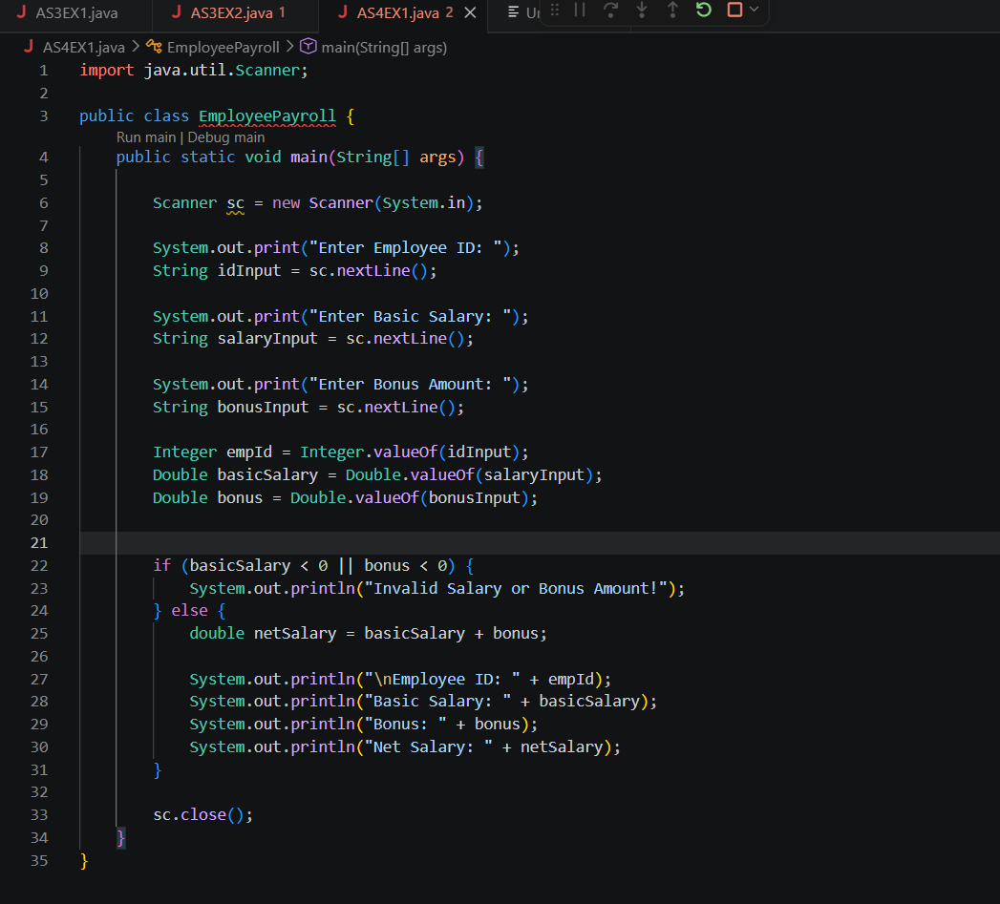 AS3EX1.java
AS3EX2.java 1
AS4EX1.java 2
AS4EX1.java > EmployeePayroll > main(String[] args)
1 import java.util.Scanner;
2
3 public class EmployeePayroll {
Run main | Debug main
4 public static void main(String[] args) {
5
6 Scanner sc = new Scanner(System.in);
7
8 System.out.print("Enter Employee ID: ");
9 String idInput = sc.nextLine();
10
11 System.out.print("Enter Basic Salary: ");
12 String salaryInput = sc.nextLine();
13
14 System.out.print("Enter Bonus Amount: ");
15 String bonusInput = sc.nextLine();
16
17 Integer empId = Integer.valueOf(idInput);
18 Double basicSalary = Double.valueOf(salaryInput);
19 Double bonus = Double.valueOf(bonusInput);
20
21
22 if (basicSalary < 0 || bonus < 0) {
23 System.out.println("Invalid Salary or Bonus Amount!");
24 } else {
25 double netSalary = basicSalary + bonus;
26
27 System.out.println("\nEmployee ID: " + empId);
28 System.out.println("Basic Salary: " + basicSalary);
29 System.out.println("Bonus: " + bonus);
30 System.out.println("Net Salary: " + netSalary);
31 }
32
33 sc.close();
34 }
35 }